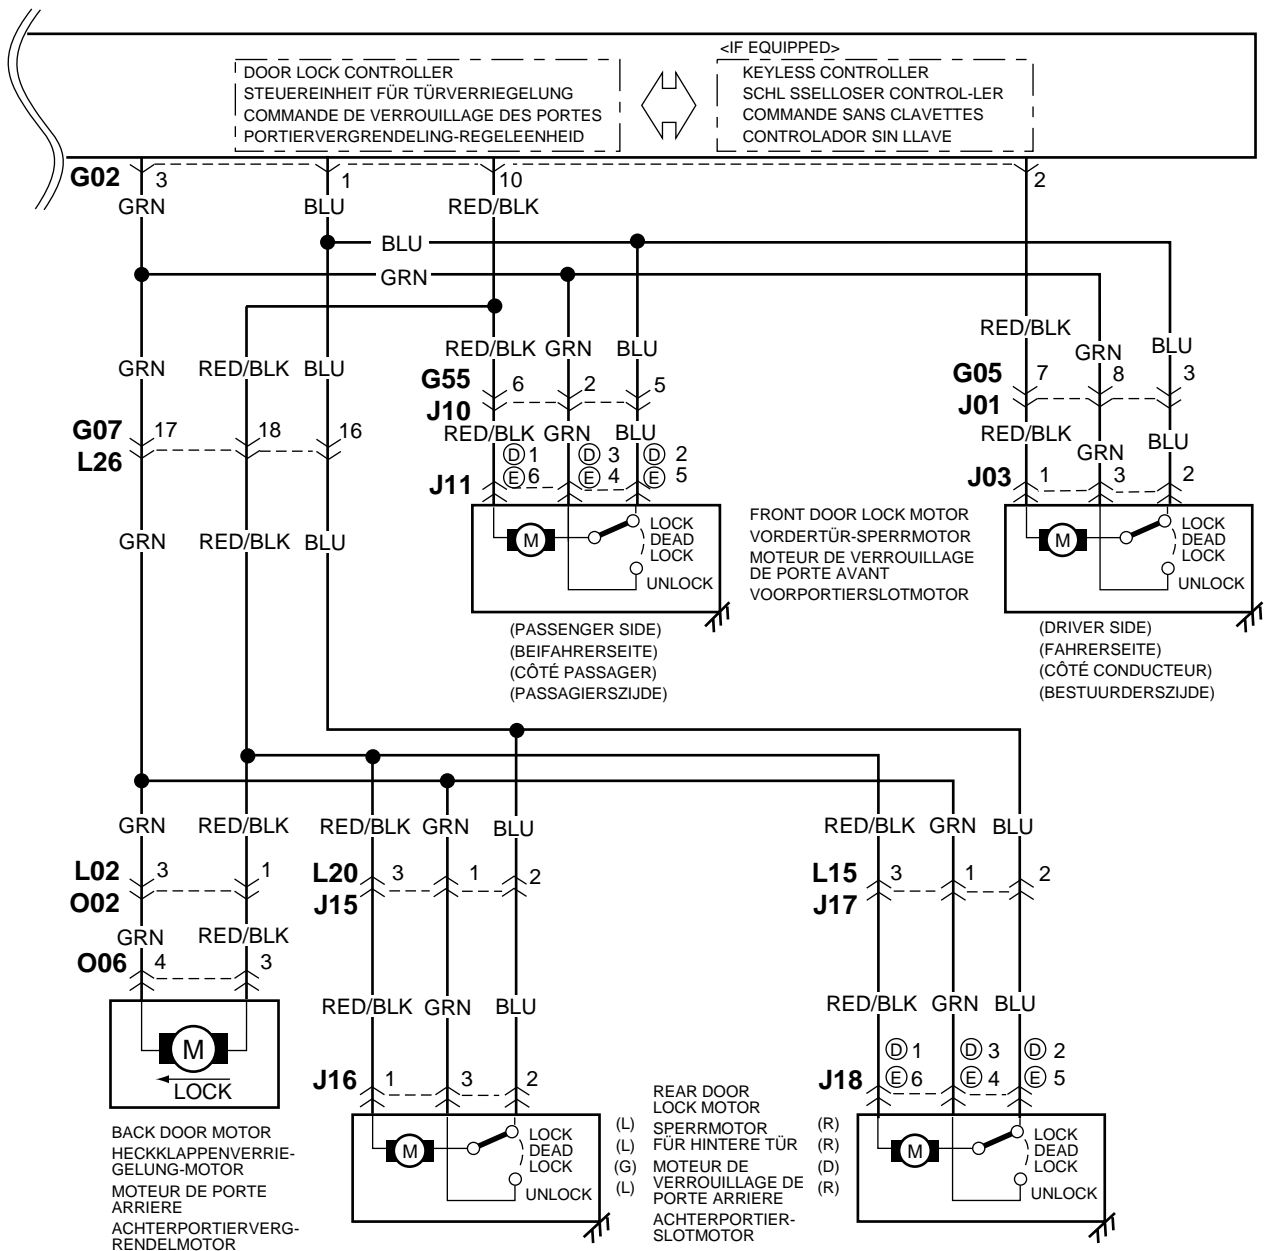 <IF EQUIPPED>
DOOR LOCK CONTROLLER
STEUEREINHEIT FÜR TÜRVERRIEGELUNG
COMMANDE DE VERROUILLAGE DES PORTES
PORTIERVERGRENDELING-REGELEENHEID
KEYLESS CONTROLLER
SCHL SSELLOSER CONTROL-LER
COMMANDE SANS CLAVETTES
CONTROLADOR SIN LLAVE
G02 3 1 10 2
GRN BLU RED/BLK
BLU
GRN
RED/BLK GRN BLU
G55 6 2 5
J10
RED/BLK GRN BLU
D 1 D 3 D 2
J11 E 6 E 4 E 5
RED/BLK GRN BLU
G05 7 8 3
J01
RED/BLK GRN BLU
J03 1 3 2
GRN RED/BLK BLU
G07 17 18 16
L26
GRN RED/BLK BLU
M
LOCK
DEAD
LOCK
UNLOCK
(PASSENGER SIDE)
(BEIFAHRERSEITE)
(CÔTÉ PASSAGER)
(PASSAGIERSZIJDE)
FRONT DOOR LOCK MOTOR
VORDERTÜR-SPERRMOTOR
MOTEUR DE VERROUILLAGE
DE PORTE AVANT
VOORPORTIERSLOTMOTOR
M
LOCK
DEAD
LOCK
UNLOCK
(DRIVER SIDE)
(FAHRERSEITE)
(CÔTÉ CONDUCTEUR)
(BESTUURDERSZIJDE)
GRN RED/BLK RED/BLK GRN BLU RED/BLK GRN BLU
L02 3 1
O02
GRN RED/BLK
O06 4 3
M
LOCK
BACK DOOR MOTOR
HECKKLAPPENVERRIE-
GELUNG-MOTOR
MOTEUR DE PORTE
ARRIERE
ACHTERPORTIERVERG-
RENDELMOTOR
L20 3 1 2
J15
RED/BLK GRN BLU
J16 1 3 2
M
LOCK
DEAD
LOCK
UNLOCK
REAR DOOR
LOCK MOTOR
(L) SPERRMOTOR (R)
(L) FÜR HINTERE TÜR (R)
(G) MOTEUR DE (D)
(L) VERROUILLAGE DE (R)
PORTE ARRIERE
ACHTERPORTIER-
SLOTMOTOR
L15 3 1 2
J17
RED/BLK GRN BLU
D 1 D 3 D 2
J18 E 6 E 4 E 5
M
LOCK
DEAD
LOCK
UNLOCK